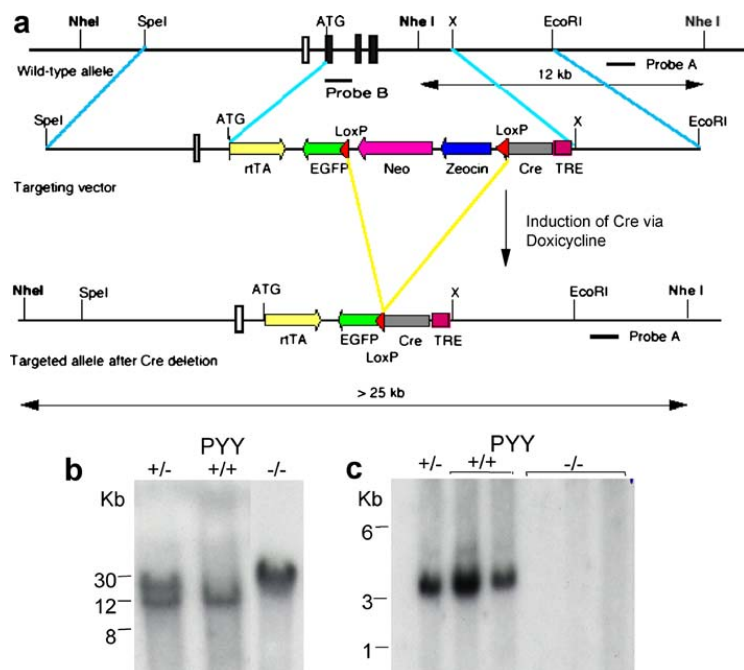 a
NheI SpeI ATG Nhe I X EcoRI Nhe I
Wild-type allele
Probe B
Probe A
12 kb
SpeI ATG LoxP LoxP X EcoRI
rtTA EGFP Neo Zeocin Cre TRE
Targeting vector
Induction of Cre via
Doxicycline
NheI SpeI ATG X EcoRI Nhe I
rtTA EGFP Cre TRE
LoxP
Probe A
Targeted allele after Cre deletion
> 25 kb
b
PYY
+/- +/+ -/-
Kb
30
12
8
c
PYY
+/- +/+ -/-
Kb
6
3
1